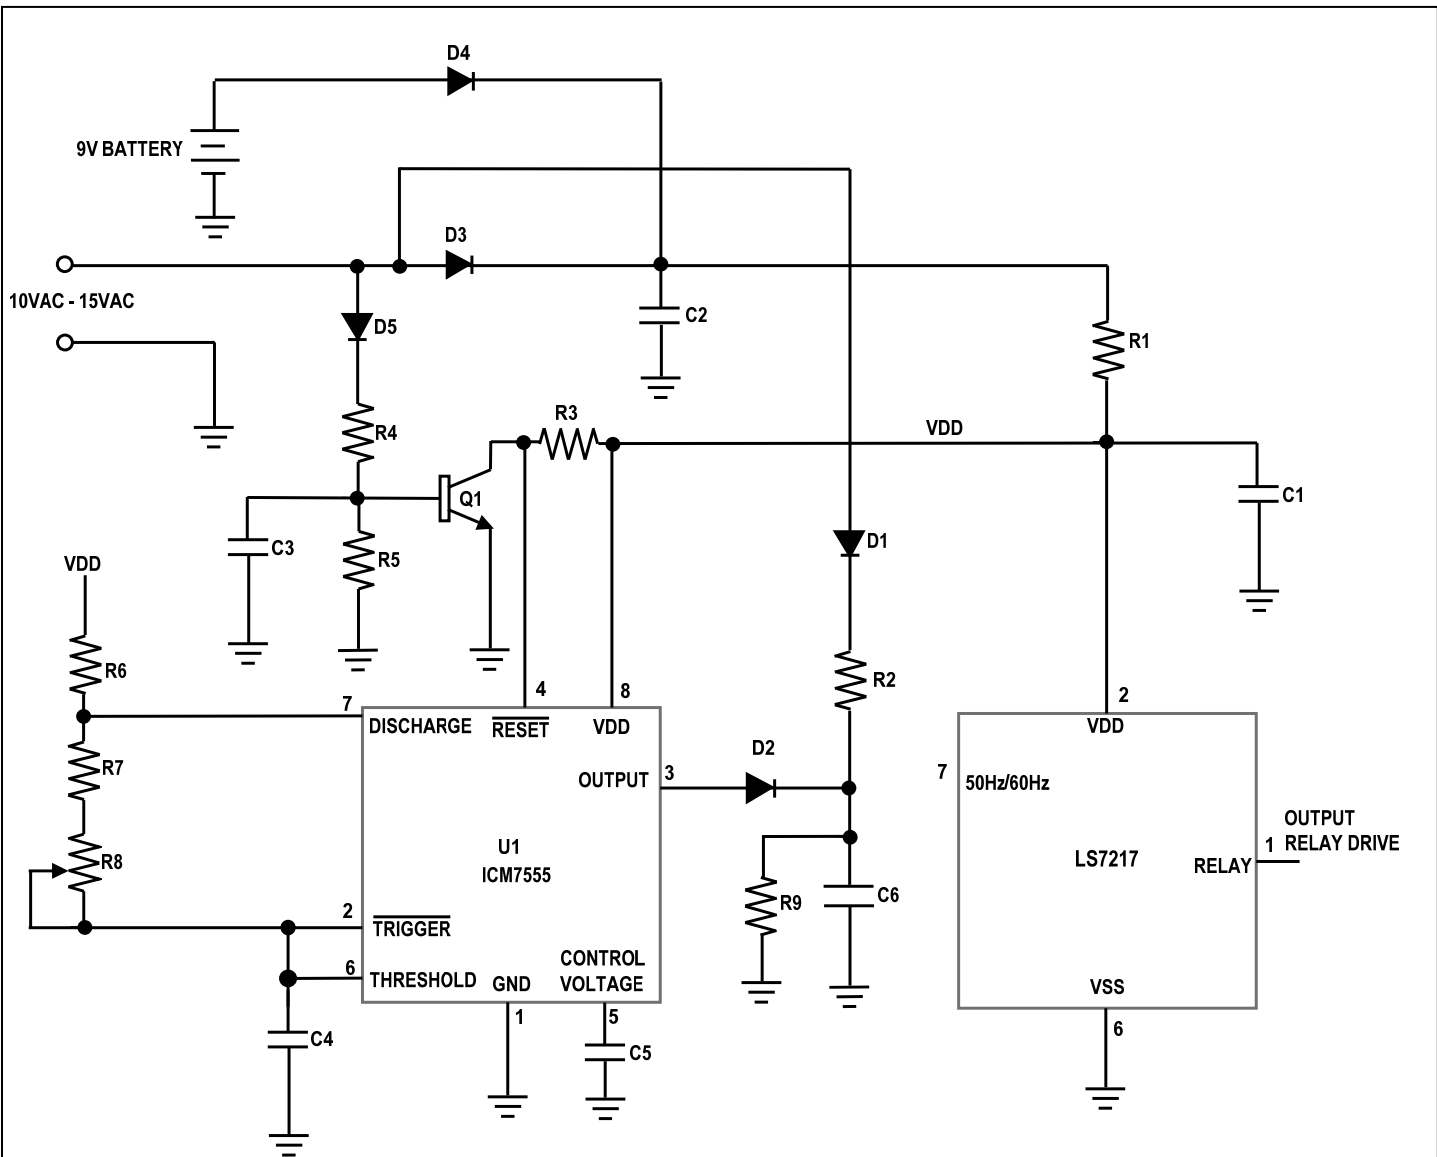 D4
9V BATTERY
D3
10VAC - 15VAC
D5
C2
R1
R3
R4
VDD
Q1
C1
C3
R5
D1
VDD
R6
R2
4
8
2
7
DISCHARGE
RESET
VDD
VDD
D2
R7
OUTPUT
3
7
50Hz/60Hz
OUTPUT
U1
1
RELAY DRIVE
R8
ICM7555
LS7217
RELAY
R9
C6
2
TRIGGER
CONTROL
6
THRESHOLD
GND
VOLTAGE
VSS
1
5
6
C4
C5